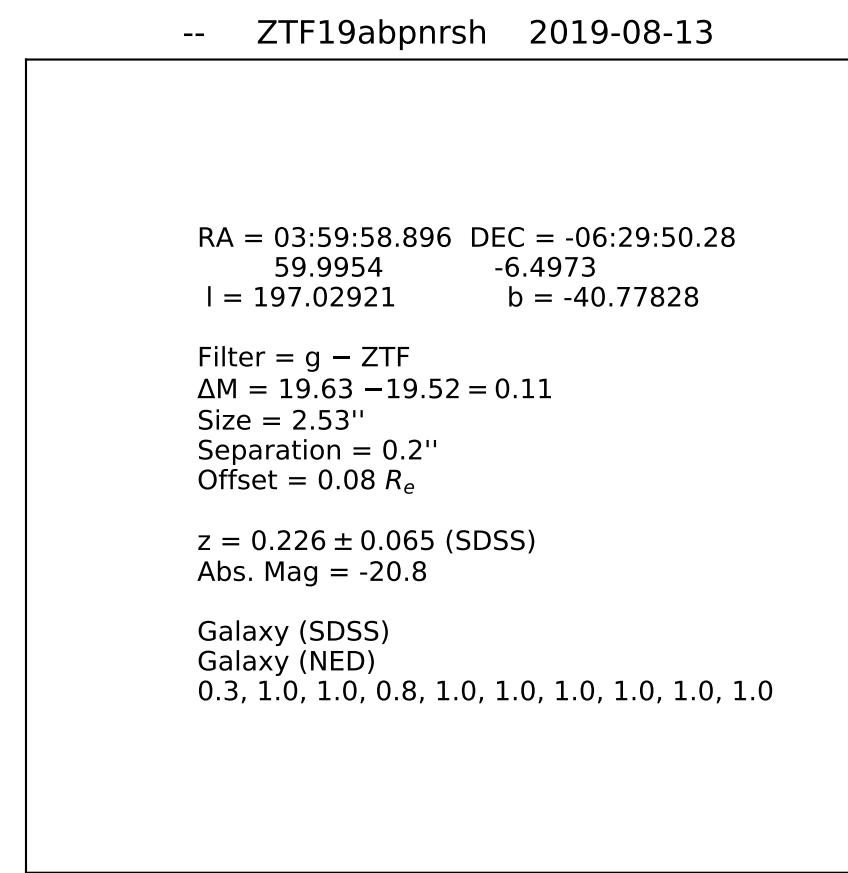 -- ZTF19abpnrsh 2019-08-13
RA = 03:59:58.896 DEC = -06:29:50.28
59.9954 -6.4973
l = 197.02921 b = -40.77828
Filter = g − ZTF
ΔM = 19.63 −19.52 = 0.11
Size = 2.53''
Separation = 0.2''
Offset = 0.08 Rₑ
z = 0.226 ± 0.065 (SDSS)
Abs. Mag = -20.8
Galaxy (SDSS)
Galaxy (NED)
0.3, 1.0, 1.0, 0.8, 1.0, 1.0, 1.0, 1.0, 1.0, 1.0